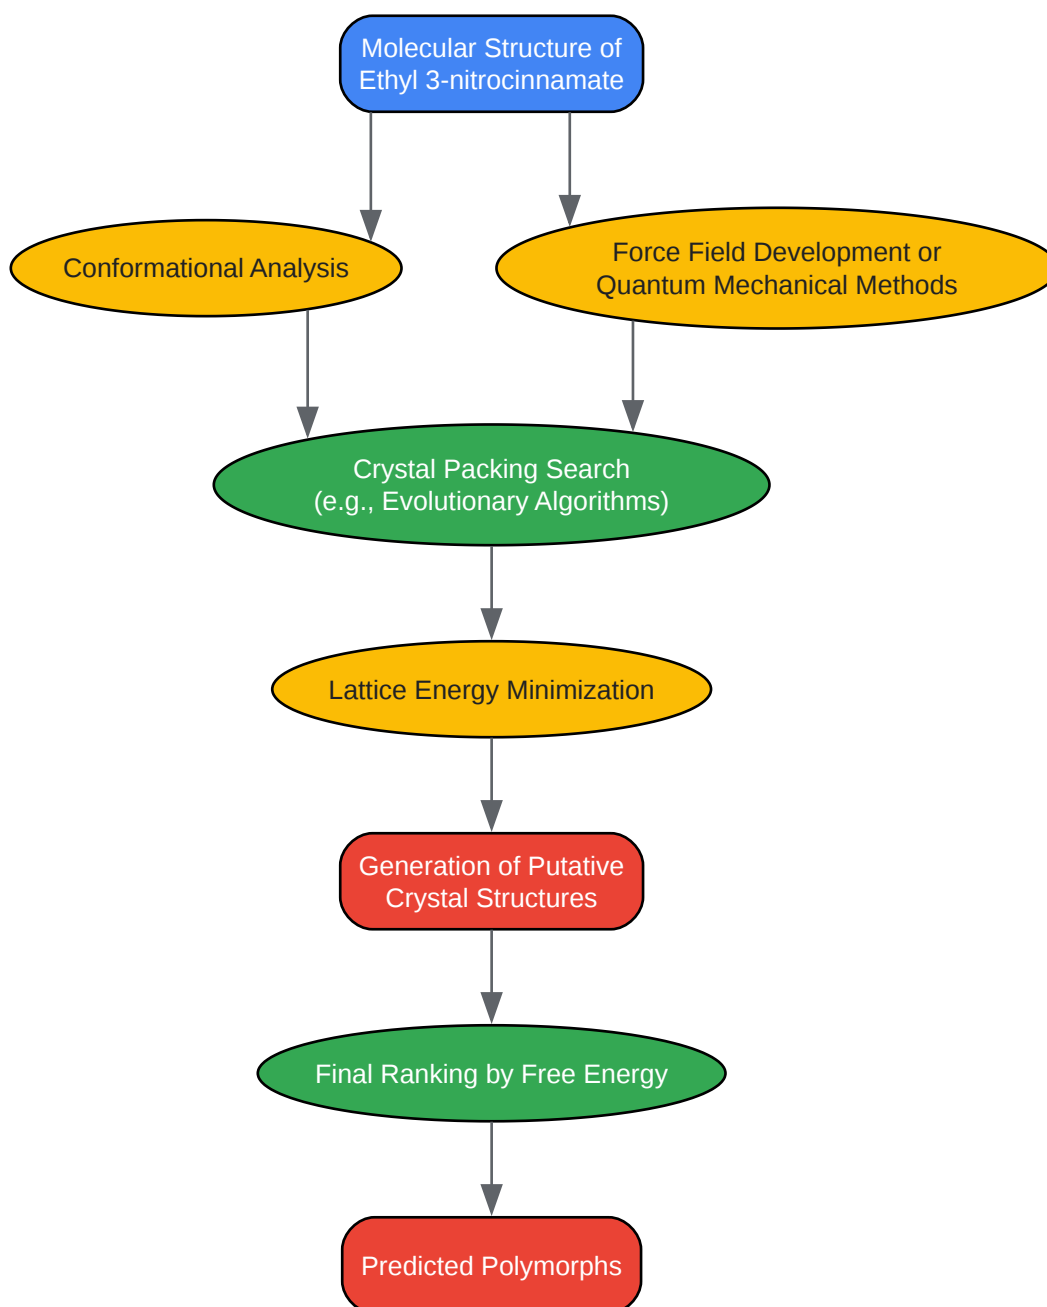 Molecular Structure of
Ethyl 3-nitrocinnamate
Conformational Analysis
Force Field Development or
Quantum Mechanical Methods
Crystal Packing Search
(e.g., Evolutionary Algorithms)
Lattice Energy Minimization
Generation of Putative
Crystal Structures
Final Ranking by Free Energy
Predicted Polymorphs